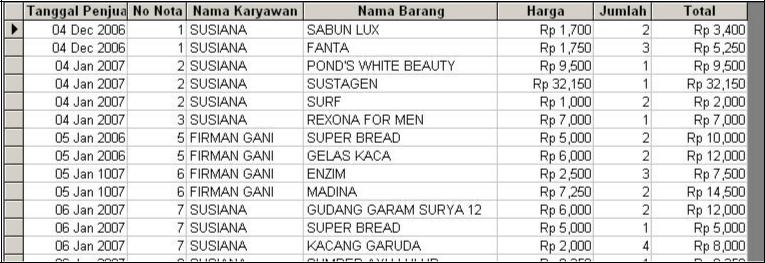 Tanggal Penjua No Nota Nama Karyawan Nama Barang Harga Jumlah Total
04 Dec 2006 1 SUSIANA SABUN LUX Rp 1,700 2 Rp 3,400
04 Dec 2006 1 SUSIANA FANTA Rp 1,750 3 Rp 5,250
04 Jan 2007 2 SUSIANA POND'S WHITE BEAUTY Rp 9,500 1 Rp 9,500
04 Jan 2007 2 SUSIANA SUSTAGEN Rp 32,150 1 Rp 32,150
04 Jan 2007 2 SUSIANA SURF Rp 1,000 2 Rp 2,000
04 Jan 2007 3 SUSIANA REXONA FOR MEN Rp 7,000 1 Rp 7,000
05 Jan 2006 5 FIRMAN GANI SUPER BREAD Rp 5,000 2 Rp 10,000
05 Jan 2006 5 FIRMAN GANI GELAS KACA Rp 6,000 2 Rp 12,000
05 Jan 1007 6 FIRMAN GANI ENZIM Rp 2,500 3 Rp 7,500
05 Jan 1007 6 FIRMAN GANI MADINA Rp 7,250 2 Rp 14,500
06 Jan 2007 7 SUSIANA GUDANG GARAM SURYA 12 Rp 6,000 2 Rp 12,000
06 Jan 2007 7 SUSIANA SUPER BREAD Rp 5,000 1 Rp 5,000
06 Jan 2007 7 SUSIANA KACANG GARUDA Rp 2,000 4 Rp 8,000